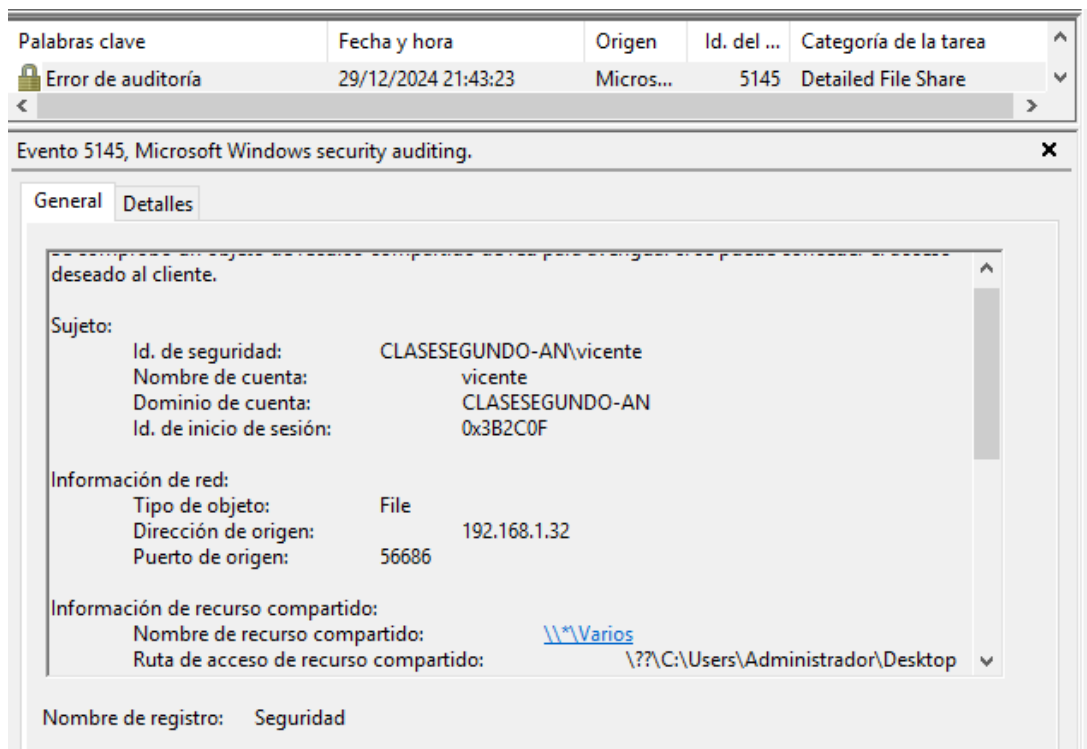 Palabras clave Fecha y hora Origen Id. del ... Categoría de la tarea
Error de auditoría 29/12/2024 21:43:23 Micros... 5145 Detailed File Share
Evento 5145, Microsoft Windows security auditing.
General Detalles
deseado al cliente.
Sujeto:
Id. de seguridad: CLASESEGUNDO-AN\vicente
Nombre de cuenta: vicente
Dominio de cuenta: CLASESEGUNDO-AN
Id. de inicio de sesión: 0x3B2C0F
Información de red:
Tipo de objeto: File
Dirección de origen: 192.168.1.32
Puerto de origen: 56686
Información de recurso compartido:
Nombre de recurso compartido: \\*\Varios
Ruta de acceso de recurso compartido: \??\C:\Users\Administrador\Desktop
Nombre de registro: Seguridad